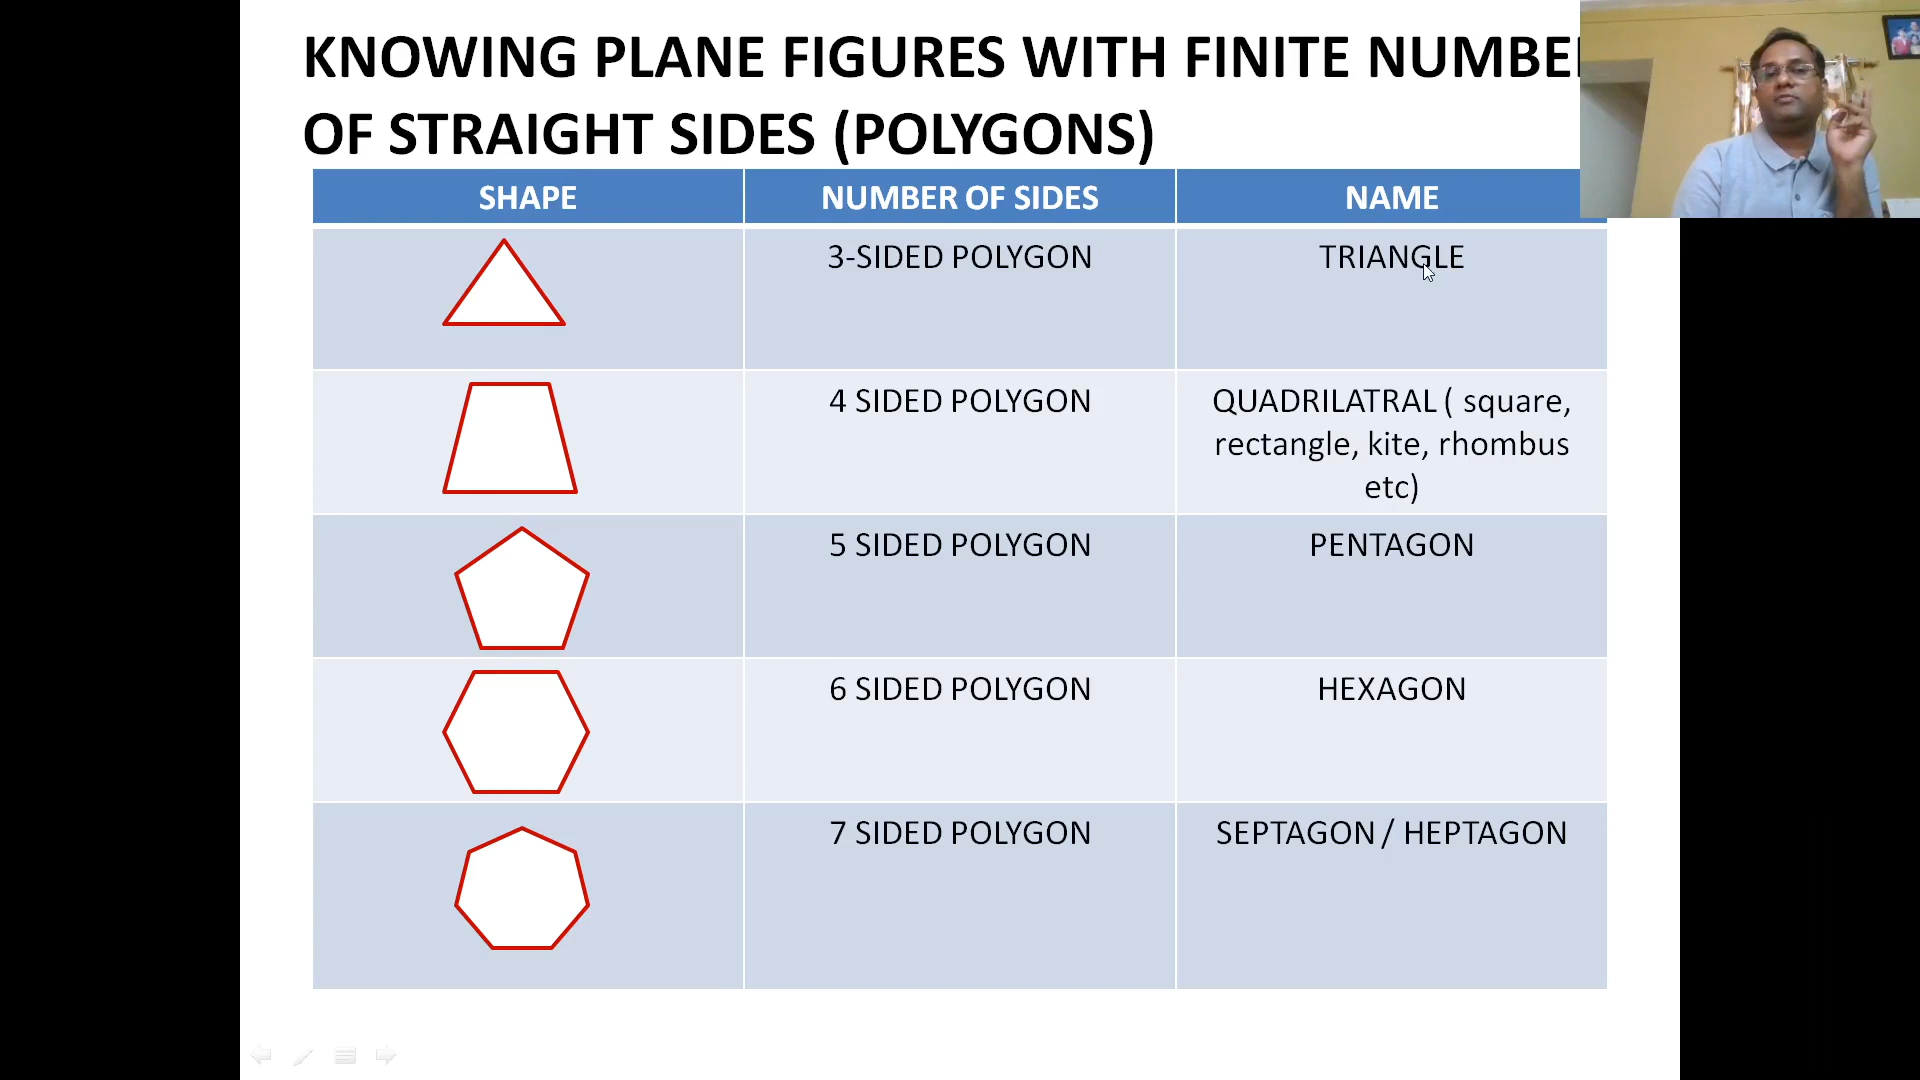 KNOWING PLANE FIGURES WITH FINITE NUMBE
OF STRAIGHT SIDES (POLYGONS)
SHAPE NUMBER OF SIDES NAME
3-SIDED POLYGON TRIANGLE
4 SIDED POLYGON QUADRILATRAL ( square,
rectangle, kite, rhombus
etc)
5 SIDED POLYGON PENTAGON
6 SIDED POLYGON HEXAGON
7 SIDED POLYGON SEPTAGON / HEPTAGON